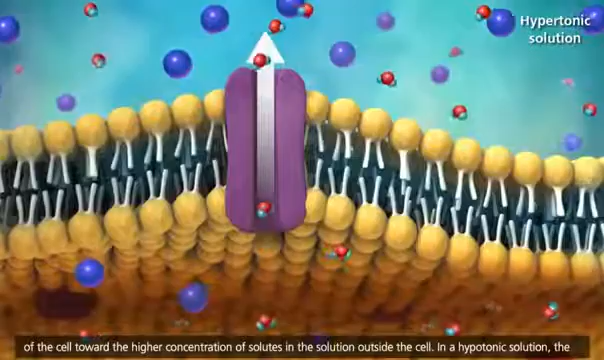 Hypertonic
solution
of the cell toward the higher concentration of solutes in the solution outside the cell. In a hypotonic solution, the